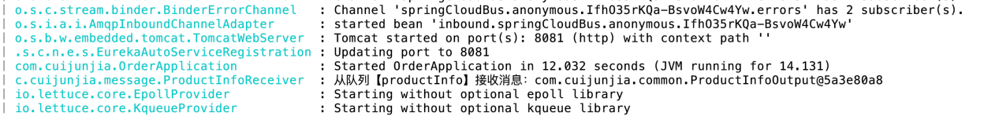 | o.s.c.stream.binder.BinderErrorChannel : Channel 'springCloudBus.anonymous.IfhO35rKQa-BsvoW4Cw4Yw.errors' has 2 subscriber(s).
| o.s.i.a.i.AmqpInboundChannelAdapter : started bean 'inbound.springCloudBus.anonymous.IfhO35rKQa-BsvoW4Cw4Yw'
| o.s.b.w.embedded.tomcat.TomcatWebServer : Tomcat started on port(s): 8081 (http) with context path ''
| .s.c.n.e.s.EurekaAutoServiceRegistration : Updating port to 8081
| com.cuijunjia.OrderApplication : Started OrderApplication in 12.032 seconds (JVM running for 14.131)
| c.cuijunjia.message.ProductInfoReceiver : 从队列【productInfo】接收消息：com.cuijunjia.common.ProductInfoOutput@5a3e80a8
| io.lettuce.core.EpollProvider : Starting without optional epoll library
| io.lettuce.core.KqueueProvider : Starting without optional kqueue library